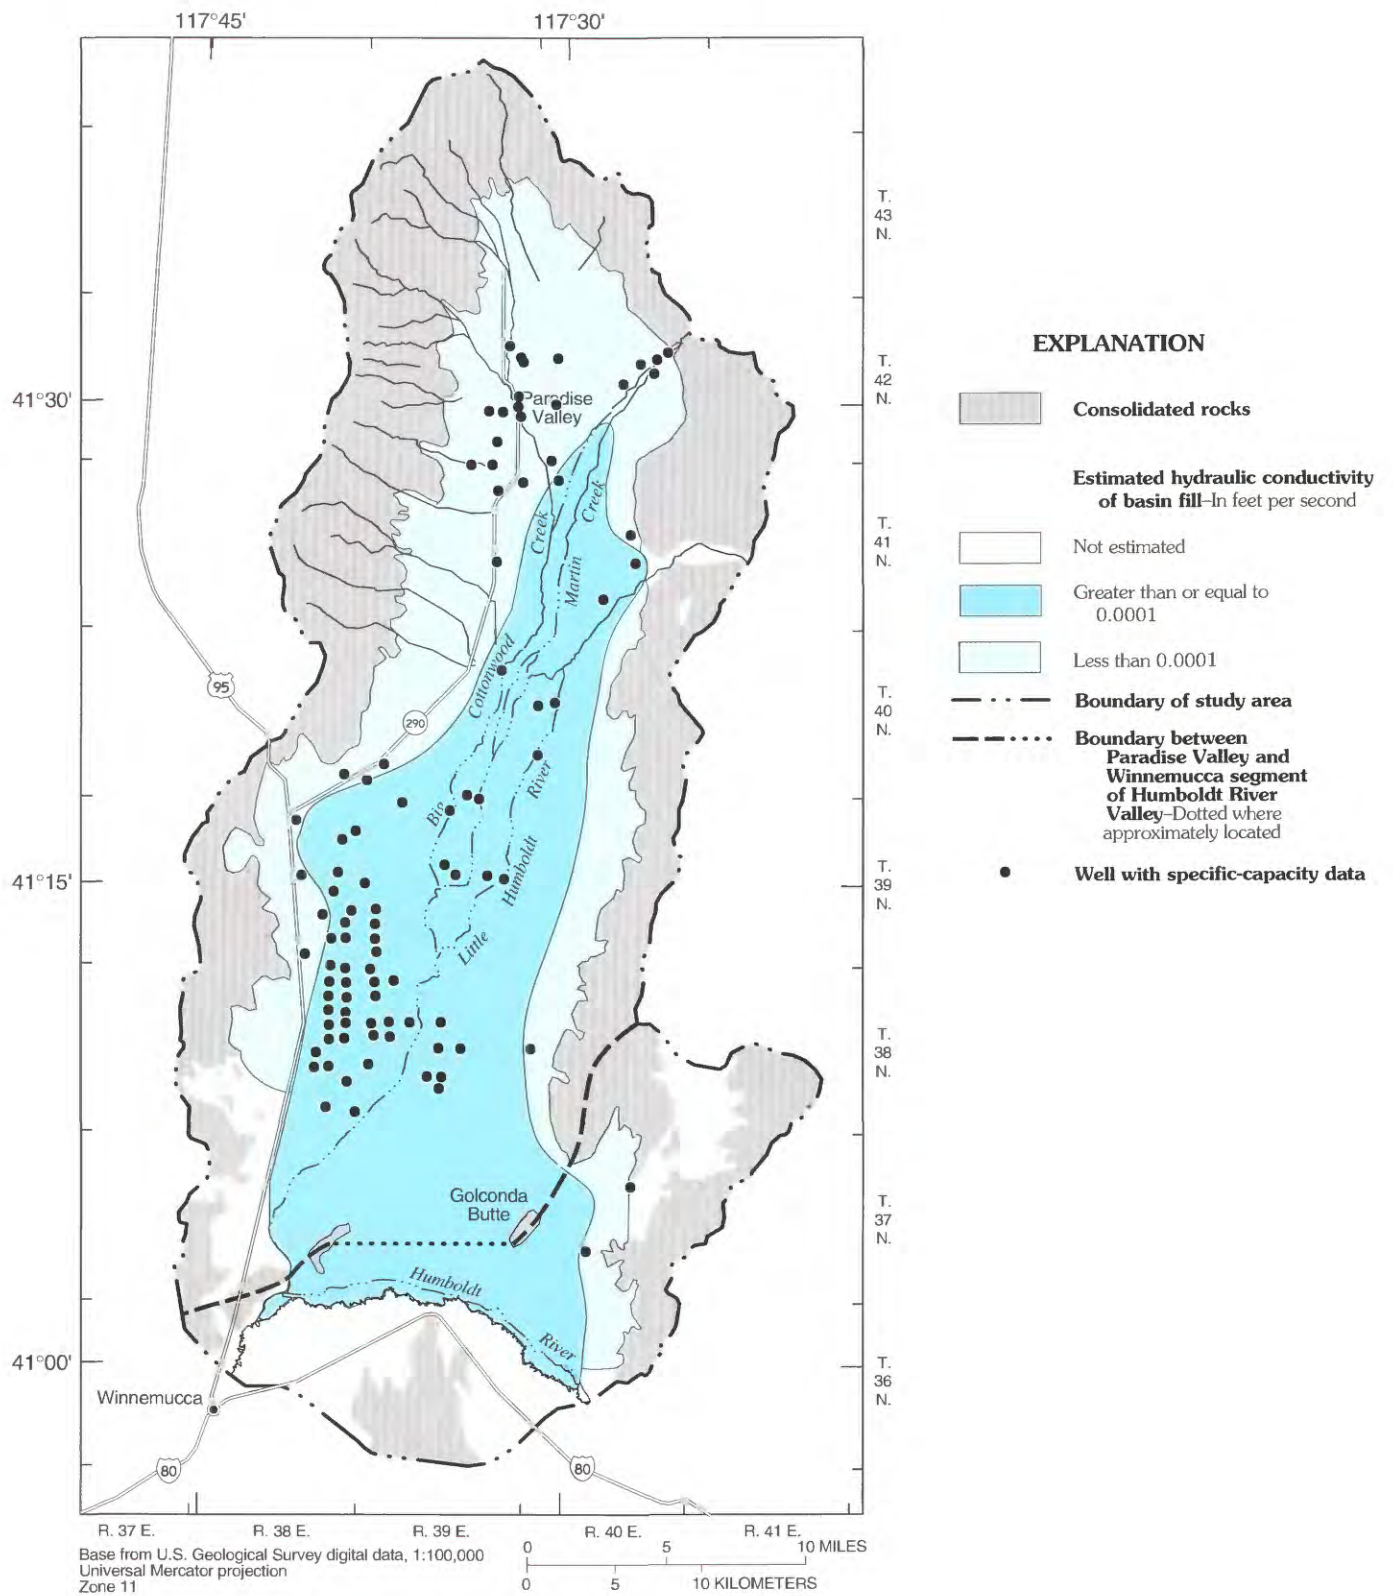 117°45'
117°30'
41°30'
41°15'
41°00'
T.
43
N.
T.
42
N.
T.
41
N.
T.
40
N.
T.
39
N.
T.
38
N.
T.
37
N.
T.
36
N.
Paradise
Valley
Creek
Creek
Martin
Cottonwood
95
290
Big
River
Humboldt
Little
Golconda
Butte
Humboldt
River
Winnemucca
80
80
R. 37 E.
R. 38 E.
R. 39 E.
R. 40 E.
R. 41 E.
Base from U.S. Geological Survey digital data, 1:100,000
Universal Mercator projection
Zone 11
0 5 10 MILES
0 5 10 KILOMETERS
EXPLANATION
Consolidated rocks
Estimated hydraulic conductivity
of basin fill–In feet per second
Not estimated
Greater than or equal to
0.0001
Less than 0.0001
Boundary of study area
Boundary between
Paradise Valley and
Winnemucca segment
of Humboldt River
Valley–Dotted where
approximately located
Well with specific-capacity data